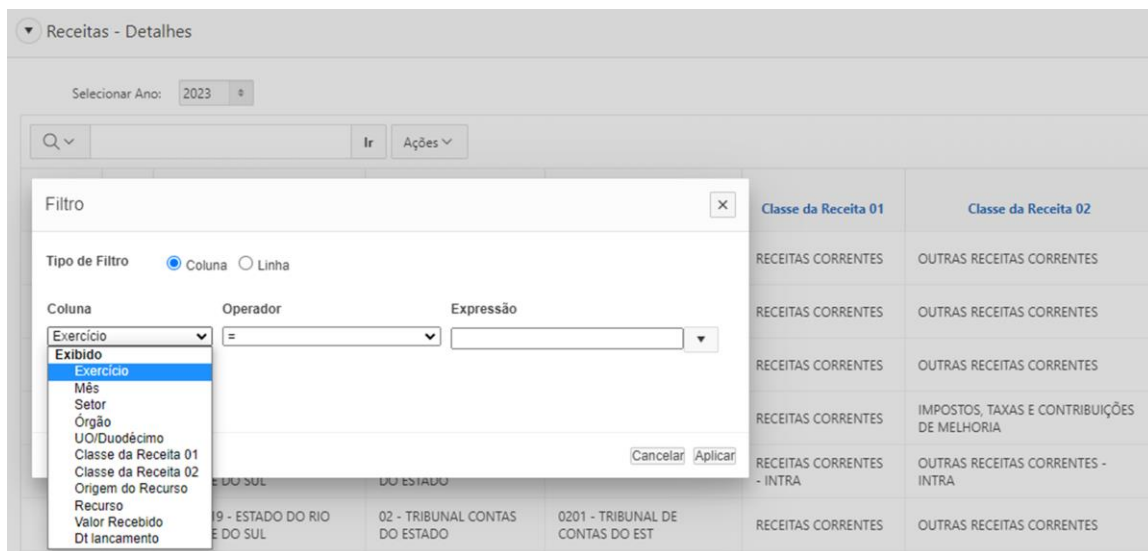 Receitas - Detalhes
Selecionar Ano: 2023
Ir Ações
Filtro
Classe da Receita 01 Classe da Receita 02
Tipo de Filtro Coluna Linha
RECEITAS CORRENTES OUTRAS RECEITAS CORRENTES
Coluna Operador Expressão
RECEITAS CORRENTES OUTRAS RECEITAS CORRENTES
Exercício =
Exibido
Exercício
RECEITAS CORRENTES OUTRAS RECEITAS CORRENTES
Mês
Setor
Órgão
RECEITAS CORRENTES IMPOSTOS, TAXAS E CONTRIBUIÇÕES
DE MELHORIA
UO/Duodécimo
Classe da Receita 01
Cancelar Aplicar
Classe da Receita 02
RECEITAS CORRENTES OUTRAS RECEITAS CORRENTES -
- INTRA INTRA
Origem do Recurso
E DO SUL DO ESTADO
Recurso
Valor Recebido
19 - ESTADO DO RIO 02 - TRIBUNAL CONTAS 0201 - TRIBUNAL DE
E DO SUL DO ESTADO CONTAS DO EST
RECEITAS CORRENTES OUTRAS RECEITAS CORRENTES
Dt lancamento